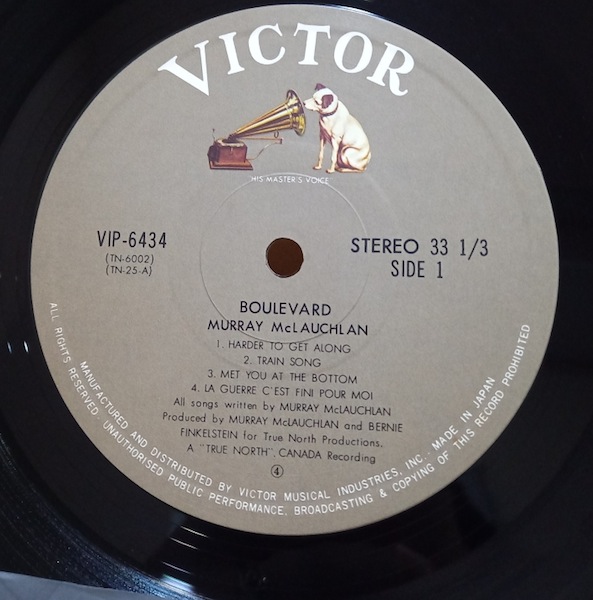 VICTOR
HIS MASTER'S VOICE
VIP-6434
(TN-6002)
(TN-25-A)
STEREO 33 1/3
SIDE 1
BOULEVARD
MURRAY McLAUCHLAN
1. HARDER TO GET ALONG
2. TRAIN SONG
3. MET YOU AT THE BOTTOM
4. LA GUERRE C'EST FINI POUR MOI
All songs written by MURRAY McLAUCHLAN
Produced by MURRAY McLAUCHLAN and BERNIE
FINKELSTEIN for True North Productions.
A "TRUE NORTH", CANADA Recording
④
MANUFACTURED AND DISTRIBUTED BY VICTOR MUSICAL INDUSTRIES, INC. MADE IN JAPAN
ALL RIGHTS RESERVED. UNAUTHORISED PUBLIC PERFORMANCE, BROADCASTING & COPYING OF THIS RECORD PROHIBITED